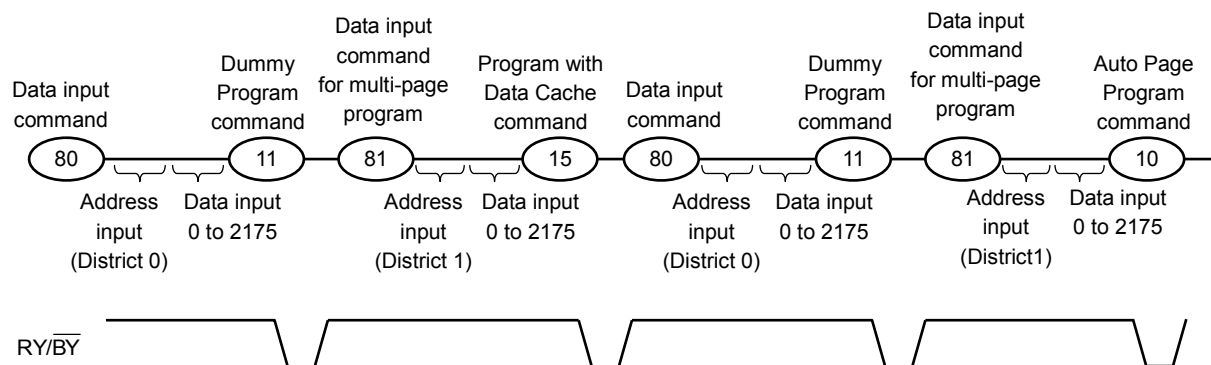 Data input
command
Dummy
Program
command
Data input
command
for multi-page
program
Program with
Data Cache
command
Data input
command
Dummy
Program
command
Data input
command
for multi-page
program
Auto Page
Program
command
80
11
81
15
80
11
81
10
Address
input
(District 0)
Data input
0 to 2175
Address
input
(District 1)
Data input
0 to 2175
Address
input
(District 0)
Data input
0 to 2175
Address
input
(District1)
Data input
0 to 2175
RY/B̅Y̅